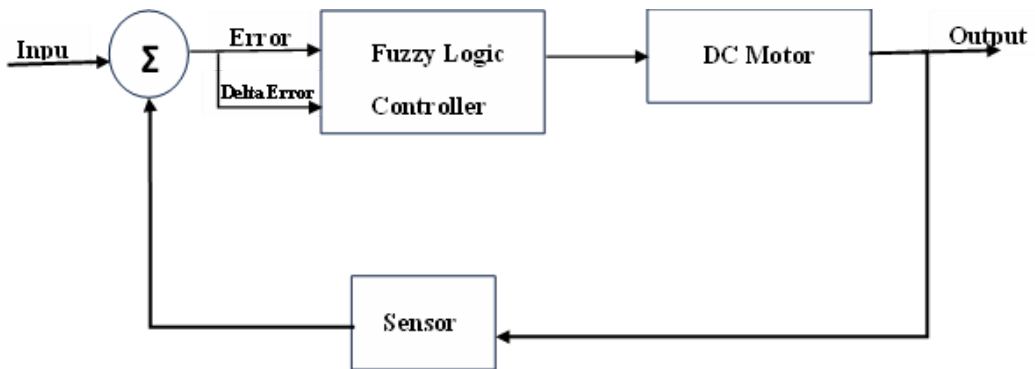 Inpu
Σ
Error
Delta Error
Fuzzy Logic
Controller
DC Motor
Output
Sensor